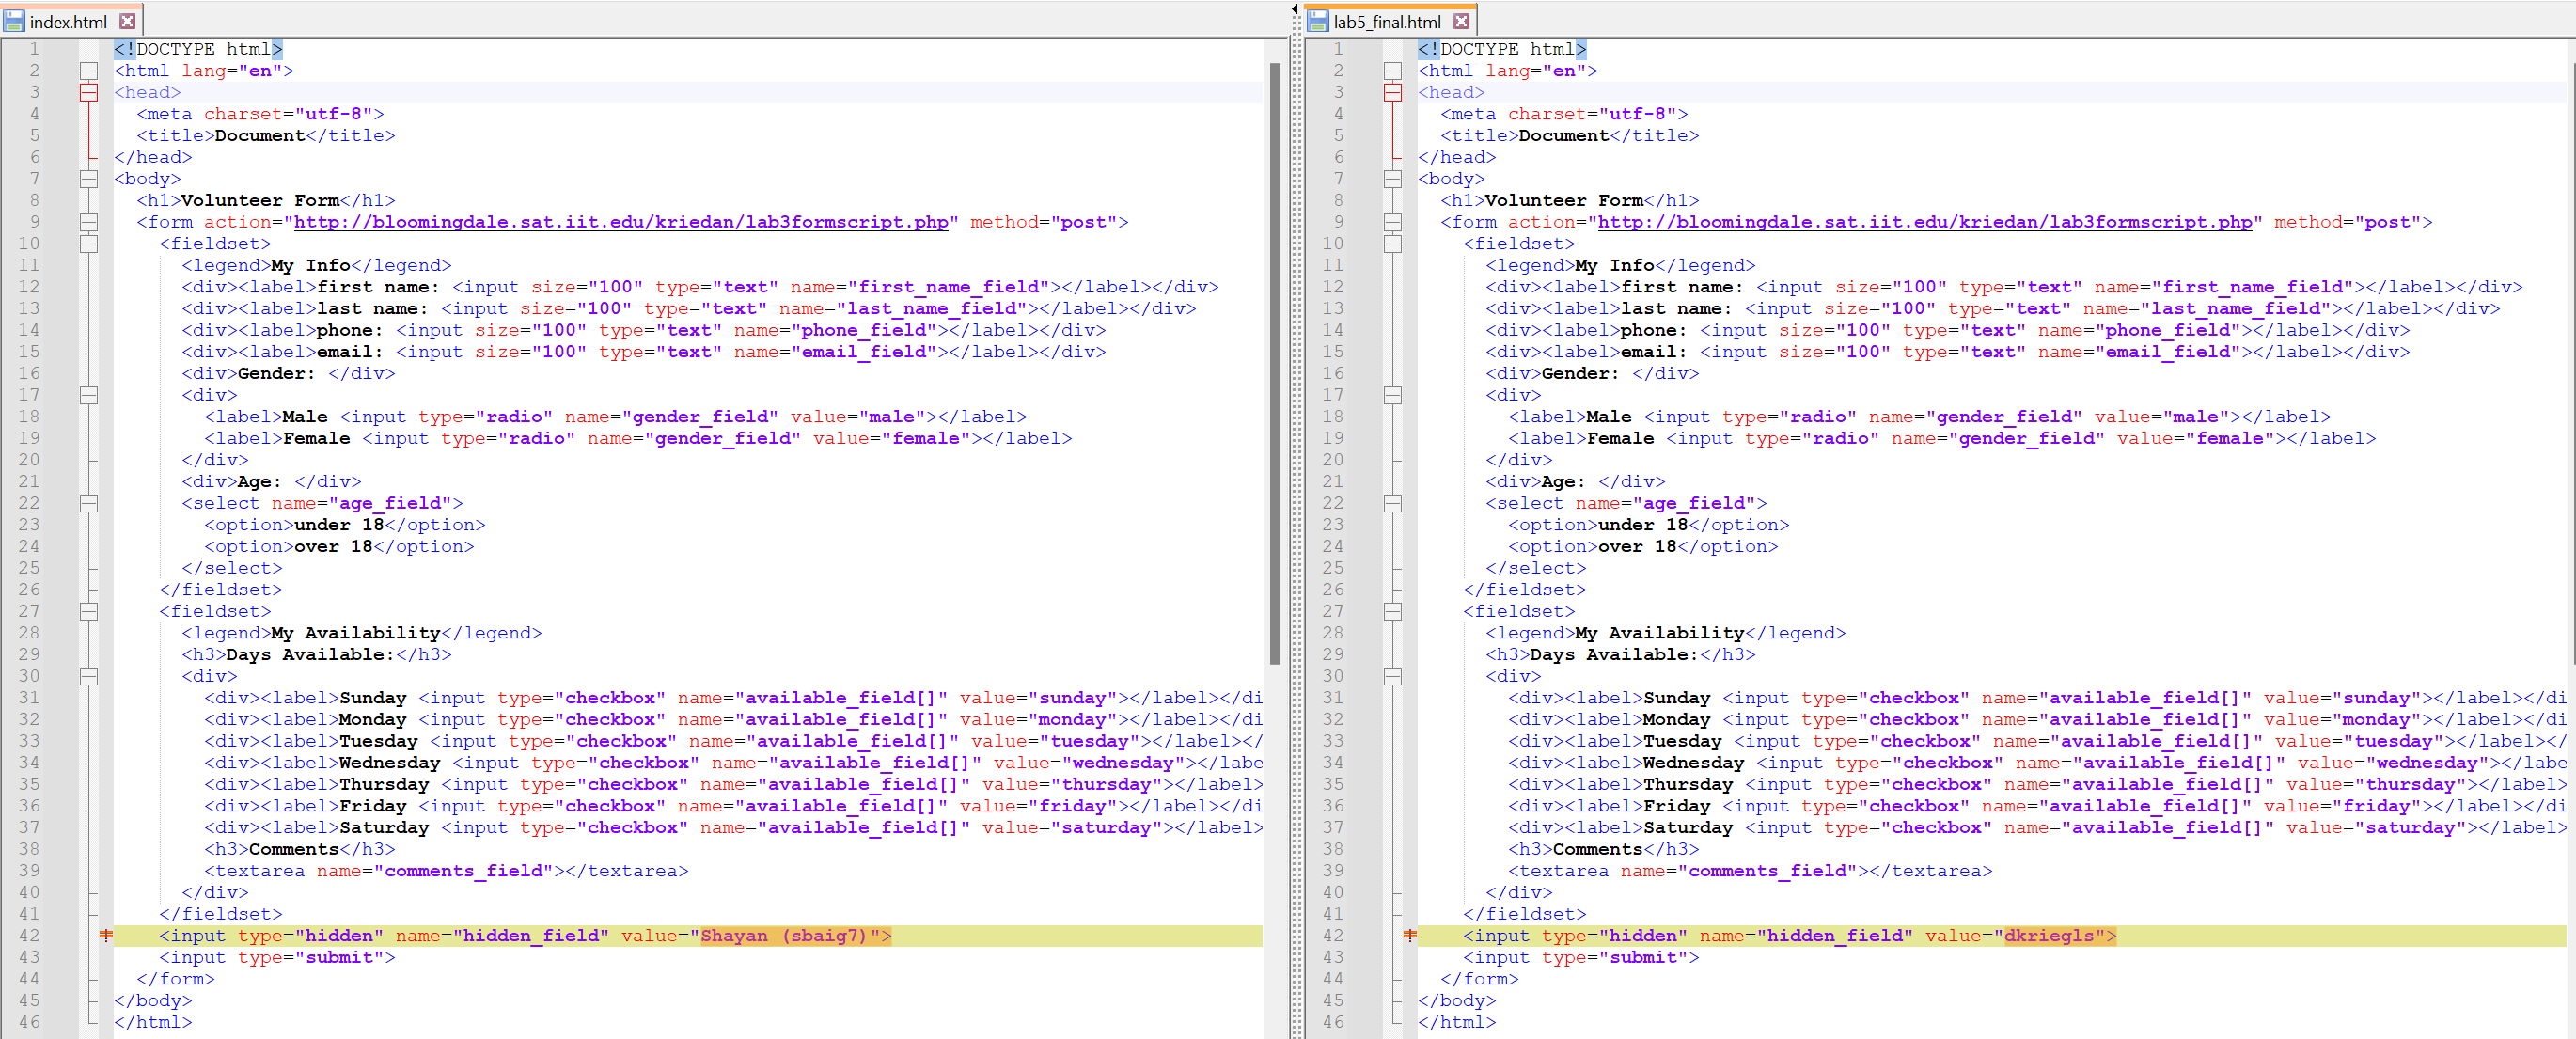 index.html
1 <!DOCTYPE html>
2 <html lang="en">
3 <head>
4 <meta charset="utf-8">
5 <title>Document</title>
6 </head>
7 <body>
8 <h1>Volunteer Form</h1>
9 <form action="http://bloomingdale.sat.iit.edu/kriedan/lab3formscript.php" method="post">
10 <fieldset>
11 <legend>My Info</legend>
12 <div><label>first name: <input size="100" type="text" name="first_name_field"></label></div>
13 <div><label>last name: <input size="100" type="text" name="last_name_field"></label></div>
14 <div><label>phone: <input size="100" type="text" name="phone_field"></label></div>
15 <div><label>email: <input size="100" type="text" name="email_field"></label></div>
16 <div>Gender: </div>
17 <div>
18 <label>Male <input type="radio" name="gender_field" value="male"></label>
19 <label>Female <input type="radio" name="gender_field" value="female"></label>
20 </div>
21 <div>Age: </div>
22 <select name="age_field">
23 <option>under 18</option>
24 <option>over 18</option>
25 </select>
26 </fieldset>
27 <fieldset>
28 <legend>My Availability</legend>
29 <h3>Days Available:</h3>
30 <div>
31 <div><label>Sunday <input type="checkbox" name="available_field[]" value="sunday"></label></di
32 <div><label>Monday <input type="checkbox" name="available_field[]" value="monday"></label></di
33 <div><label>Tuesday <input type="checkbox" name="available_field[]" value="tuesday"></label></
34 <div><label>Wednesday <input type="checkbox" name="available_field[]" value="wednesday"></labe
35 <div><label>Thursday <input type="checkbox" name="available_field[]" value="thursday"></label>
36 <div><label>Friday <input type="checkbox" name="available_field[]" value="friday"></label></di
37 <div><label>Saturday <input type="checkbox" name="available_field[]" value="saturday"></label>
38 <h3>Comments</h3>
39 <textarea name="comments_field"></textarea>
40 </div>
41 </fieldset>
42 <input type="hidden" name="hidden_field" value="Shayan (sbaig7)">
43 <input type="submit">
44 </form>
45 </body>
46 </html>
lab5_final.html
1 <!DOCTYPE html>
2 <html lang="en">
3 <head>
4 <meta charset="utf-8">
5 <title>Document</title>
6 </head>
7 <body>
8 <h1>Volunteer Form</h1>
9 <form action="http://bloomingdale.sat.iit.edu/kriedan/lab3formscript.php" method="post">
10 <fieldset>
11 <legend>My Info</legend>
12 <div><label>first name: <input size="100" type="text" name="first_name_field"></label></div>
13 <div><label>last name: <input size="100" type="text" name="last_name_field"></label></div>
14 <div><label>phone: <input size="100" type="text" name="phone_field"></label></div>
15 <div><label>email: <input size="100" type="text" name="email_field"></label></div>
16 <div>Gender: </div>
17 <div>
18 <label>Male <input type="radio" name="gender_field" value="male"></label>
19 <label>Female <input type="radio" name="gender_field" value="female"></label>
20 </div>
21 <div>Age: </div>
22 <select name="age_field">
23 <option>under 18</option>
24 <option>over 18</option>
25 </select>
26 </fieldset>
27 <fieldset>
28 <legend>My Availability</legend>
29 <h3>Days Available:</h3>
30 <div>
31 <div><label>Sunday <input type="checkbox" name="available_field[]" value="sunday"></label></di
32 <div><label>Monday <input type="checkbox" name="available_field[]" value="monday"></label></di
33 <div><label>Tuesday <input type="checkbox" name="available_field[]" value="tuesday"></label></
34 <div><label>Wednesday <input type="checkbox" name="available_field[]" value="wednesday"></labe
35 <div><label>Thursday <input type="checkbox" name="available_field[]" value="thursday"></label>
36 <div><label>Friday <input type="checkbox" name="available_field[]" value="friday"></label></di
37 <div><label>Saturday <input type="checkbox" name="available_field[]" value="saturday"></label>
38 <h3>Comments</h3>
39 <textarea name="comments_field"></textarea>
40 </div>
41 </fieldset>
42 <input type="hidden" name="hidden_field" value="dkriegls">
43 <input type="submit">
44 </form>
45 </body>
46 </html>